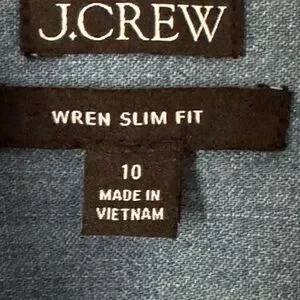 J.CREW
WREN SLIM FIT
10
MADE IN
VIETNAM